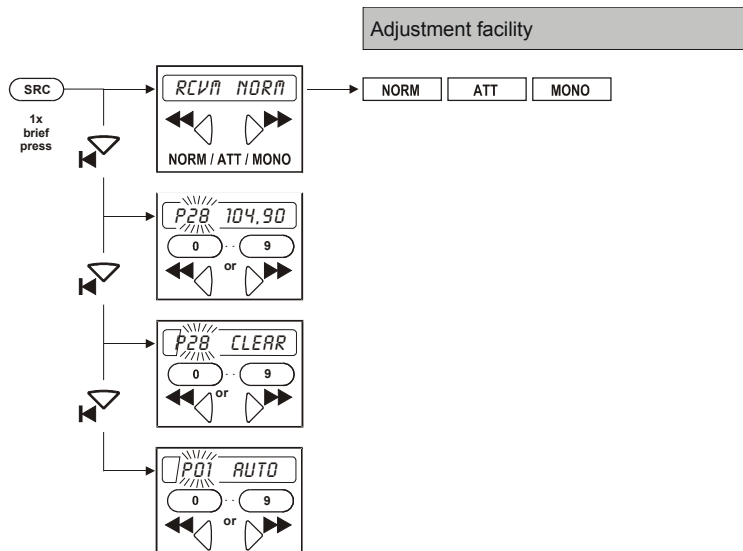 Adjustment facility
SRC
1x
brief
press
RCVM NORM
NORM / ATT / MONO
NORM ATT MONO
P28 104,90
0 .. 9
or
P28 CLEAR
0 .. 9
or
P01 AUTO
0 .. 9
or